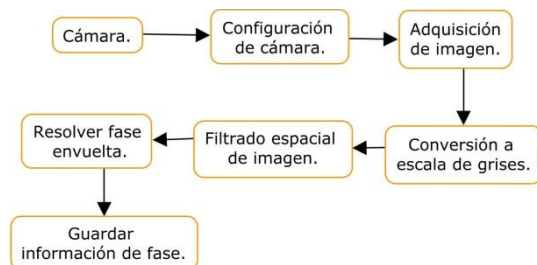 Cámara.
Configuración
de cámara.
Adquisición
de imagen.
Conversión a
escala de grises.
Filtrado espacial
de imagen.
Resolver fase
envuelta.
Guardar
información de fase.